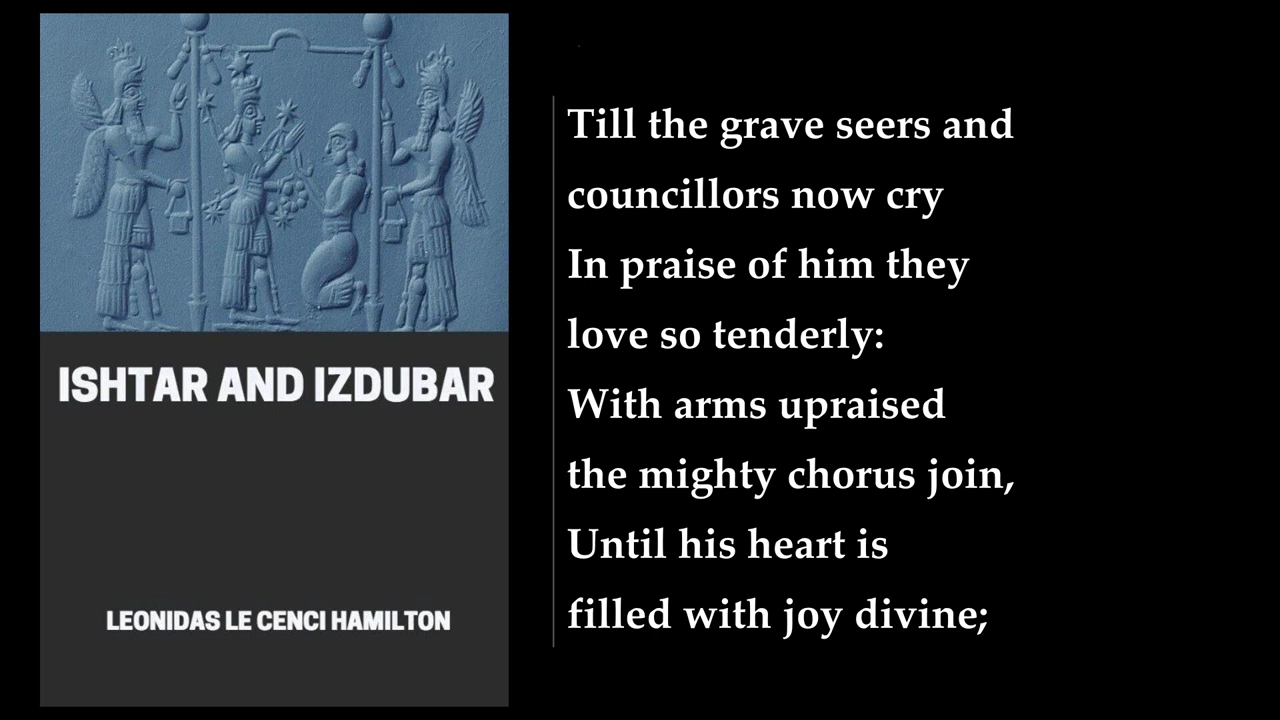 ISHTAR AND IZDUBAR
LEONIDAS LE CENCI HAMILTON
Till the grave seers and
councillors now cry
In praise of him they
love so tenderly:
With arms upraised
the mighty chorus join,
Until his heart is
filled with joy divine;